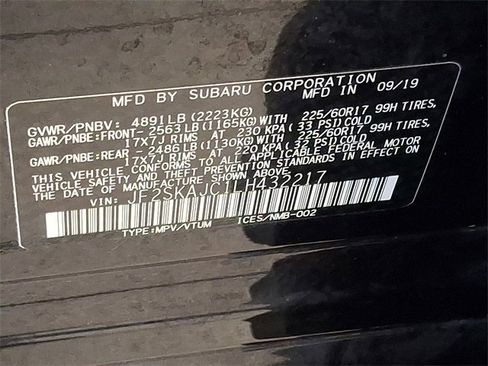 MFD BY SUBARU CORPORATION
MFD IN 09/19
GVWR/PNBV: 4891LB (2223KG)
GAWR/PNBE:FRONT-2563LB(1165KG)WITH 225/60R17 99H TIRES,
17X7J RIMS AT 230 KPA(33 PSI)COLD
GAWR/PNBE:REAR -2486LB(1130KG)WITH 225/60R17 99H TIRES,
17X7J RIMS AT 220 KPA(32 PSI)COLD
THIS VEHICLE CONFORMS TO ALL APPLICABLE FEDERAL MOTOR
VEHICLE SAFETY AND THEFT PREVENTION STANDARDS IN EFFECT ON
THE DATE OF MANUFACTURE SHOWN ABOVE.
VIN: JF2SKAJC1LH432217
TYPE:MPV/VTUM ICES/NMB-002